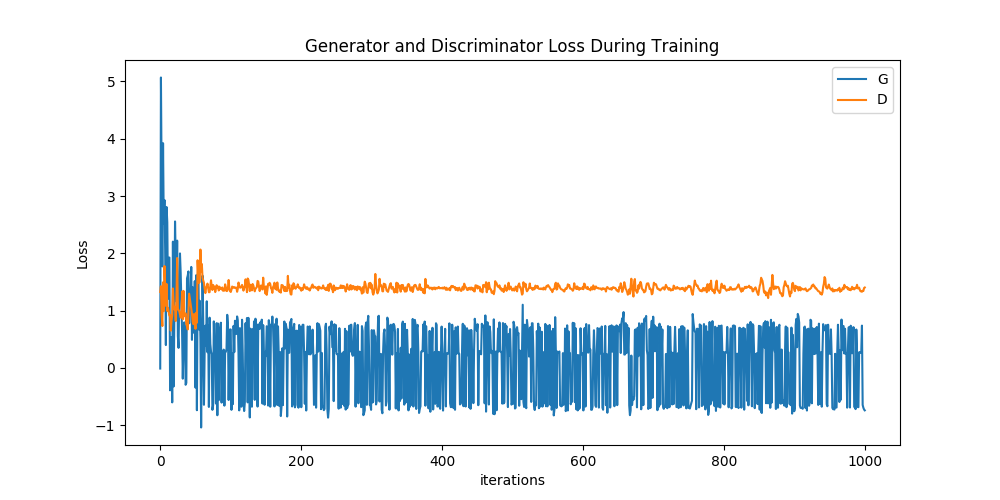 Generator and Discriminator Loss During Training
G
D
5
4
3
2
1
0
−1
Loss
0 200 400 600 800 1000
iterations